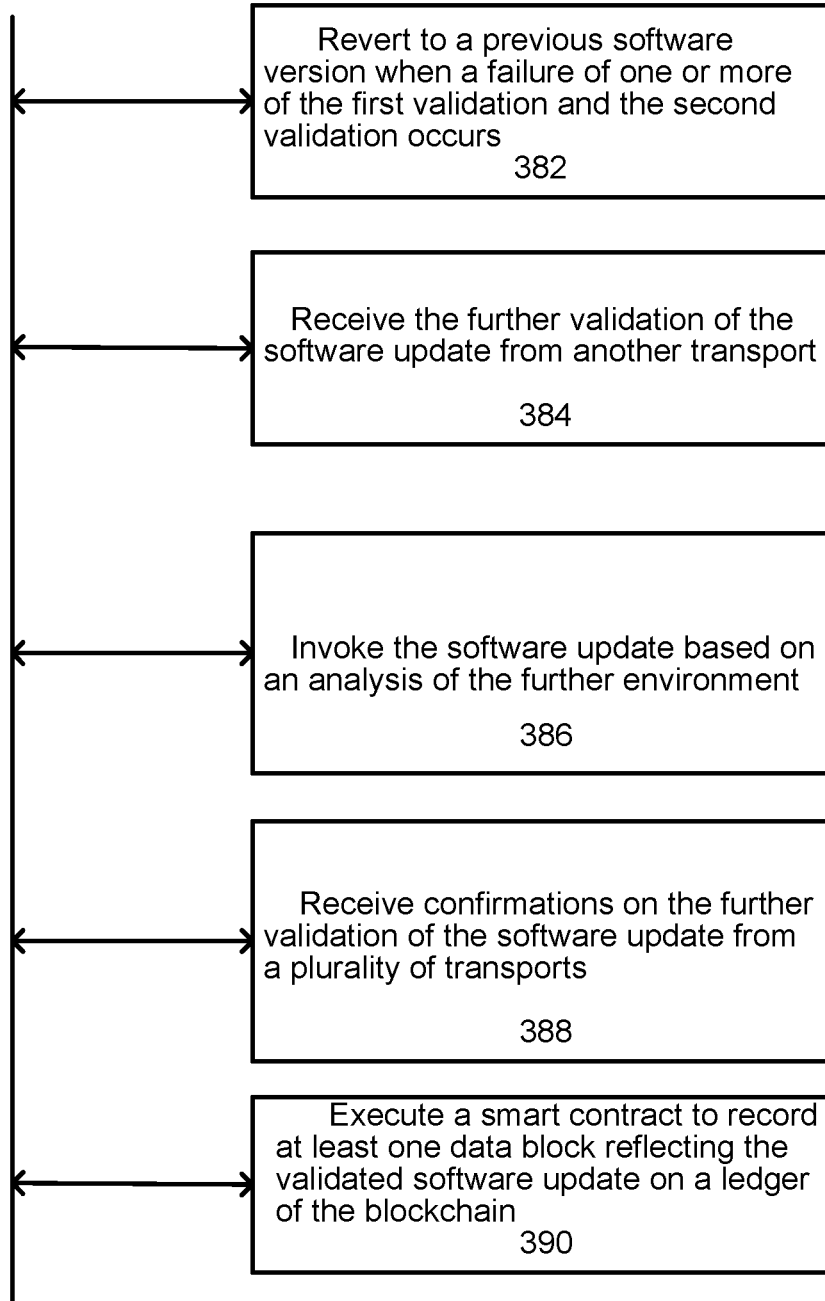 Revert to a previous software
version when a failure of one or more
of the first validation and the second
validation occurs
382
Receive the further validation of the
software update from another transport
384
Invoke the software update based on
an analysis of the further environment
386
Receive confirmations on the further
validation of the software update from
a plurality of transports
388
Execute a smart contract to record
at least one data block reflecting the
validated software update on a ledger
of the blockchain
390